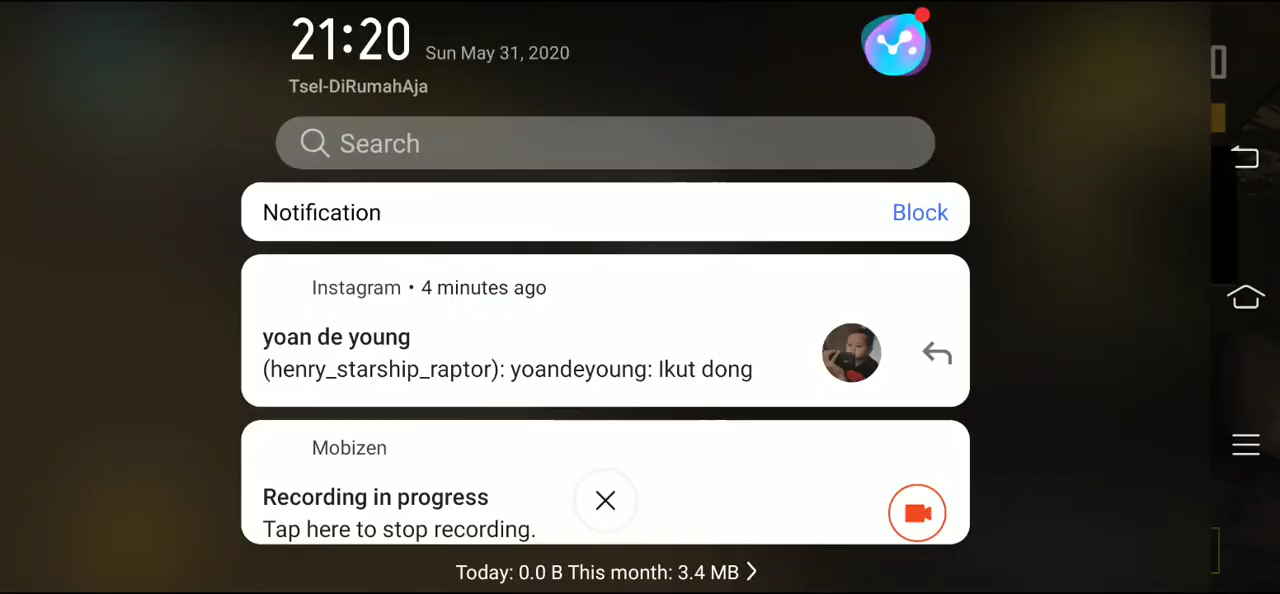 21:20 Sun May 31, 2020
Tsel-DiRumahAja
Search
Notification Block
Instagram • 4 minutes ago
yoan de young
(henry_starship_raptor): yoandeyoung: Ikut dong
Mobizen
Recording in progress
Tap here to stop recording.
Today: 0.0 B This month: 3.4 MB